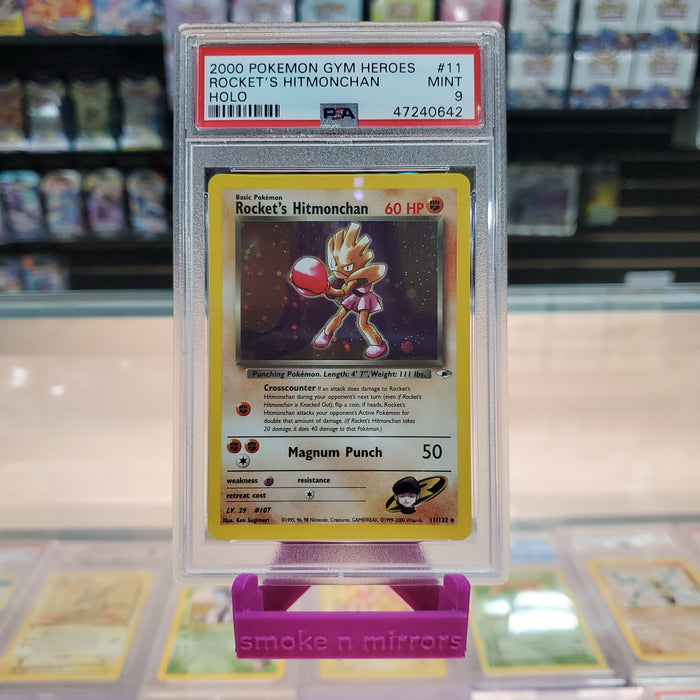 2000 POKEMON GYM HEROES #11
ROCKET'S HITMONCHAN MINT
HOLO 9
PSA 47240642
Basic Pokémon
Rocket's Hitmonchan 60 HP
Punching Pokémon. Length: 4' 7", Weight: 111 lbs.
Crosscounter If an attack does damage to Rocket's
Hitmonchan during your opponent's next turn (even if Rocket's
Hitmonchan is Knocked Out), flip a coin. If heads, Rocket's
Hitmonchan attacks your opponent's Active Pokémon for
double that amount of damage. (If Rocket's Hitmonchan takes
20 damage, it does 40 damage to that Pokémon.)
Magnum Punch 50
weakness resistance
retreat cost
LV. 29 #107
Illus. Ken Sugimori ©1995, 96, 98 Nintendo, Creatures, GAMEFREAK. ©1999-2000 Wizards. 11/132 ★
smoke n mirrors